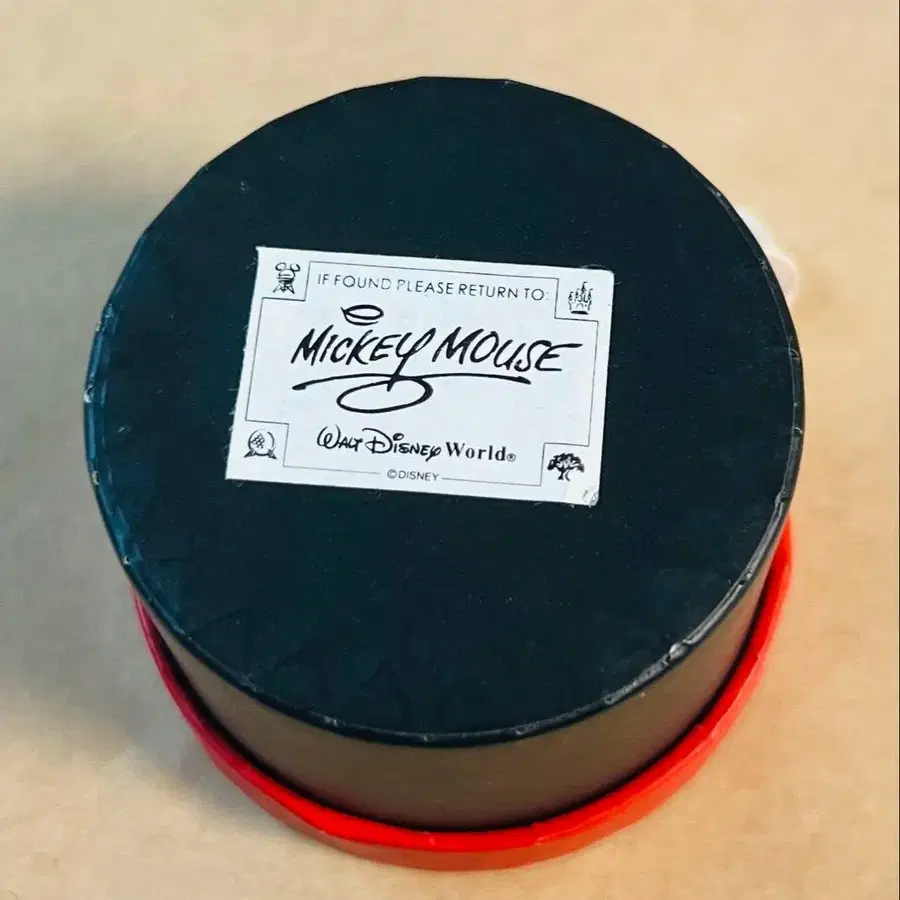 IF FOUND PLEASE RETURN TO:
MICKEY MOUSE
WALT DISNEY World®
©DISNEY